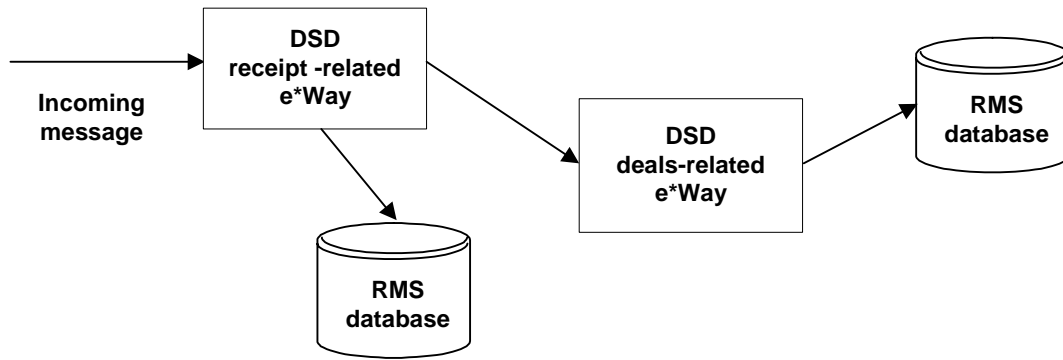 Incoming
message
DSD
receipt -related
e*Way
DSD
deals-related
e*Way
RMS
database
RMS
database